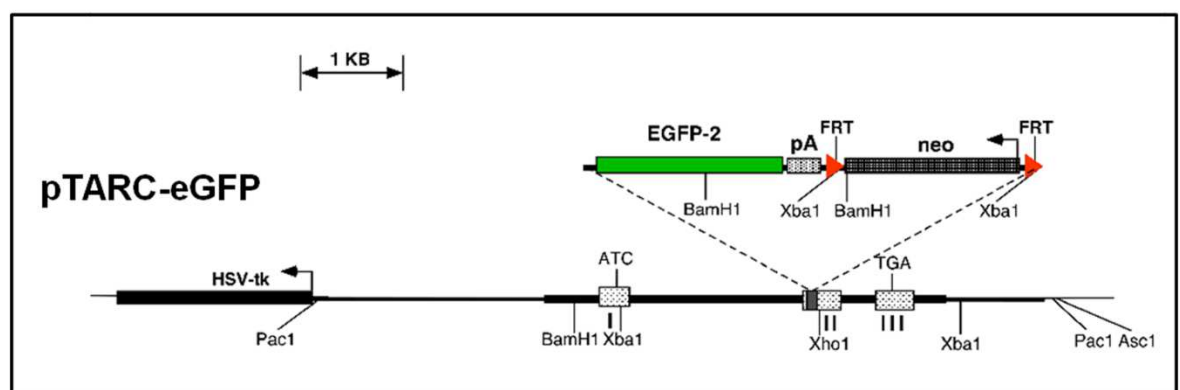 1 KB
EGFP-2
pA
FRT
neo
FRT
BamH1
Xba1
BamH1
Xba1
pTARC-eGFP
HSV-tk
ATC
TGA
Pac1
BamH1
I
Xba1
II
Xho1
III
Xba1
Pac1
Asc1